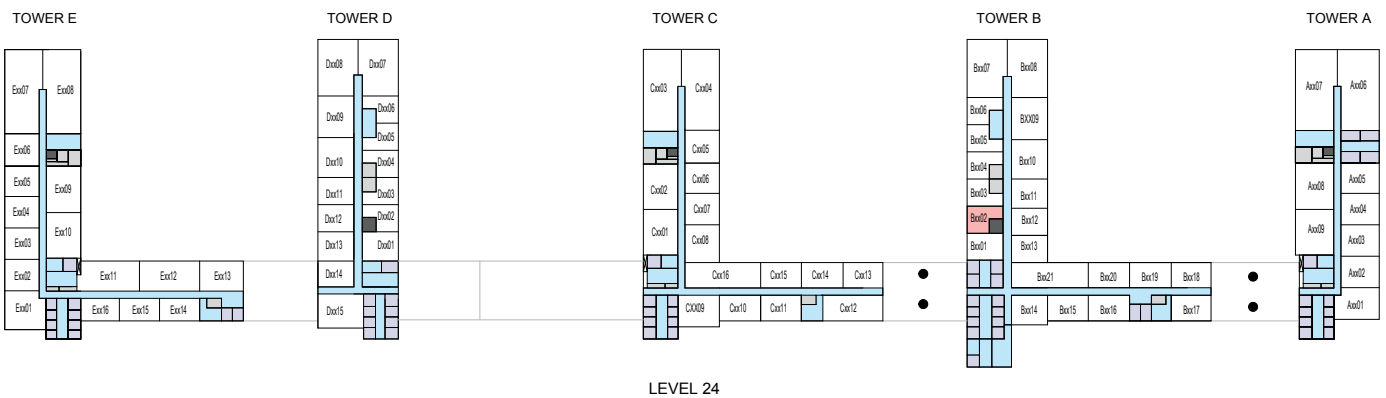 TOWER E TOWER D TOWER C TOWER B TOWER A
Exx07 Exx08
Exx06
Exx05 Exx09
Exx04
Exx03 Exx10
Exx02 Exx11 Exx12 Exx13
Exx01 Exx16 Exx15 Exx14
Dxx08 Dxx07
Dxx09 Dxx06
Dxx05
Dxx10 Dxx04
Dxx11 Dxx03
Dxx12 Dxx02
Dxx13 Dxx01
Dxx14
Dxx15
Cxx03 Cxx04
Cxx05
Cxx02 Cxx06
Cxx07
Cxx01 Cxx08
Cxx16 Cxx15 Cxx14 Cxx13
CXX09 Cxx10 Cxx11 Cxx12
Bxx07 Bxx08
Bxx06 BXX09
Bxx05
Bxx04 Bxx10
Bxx03 Bxx11
Bxx02 Bxx12
Bxx01 Bxx13
Bxx21 Bxx20 Bxx19 Bxx18
Bxx14 Bxx15 Bxx16 Bxx17
Axx07 Axx06
Axx08 Axx05
Axx04
Axx09 Axx03
Axx02
Axx01
LEVEL 24